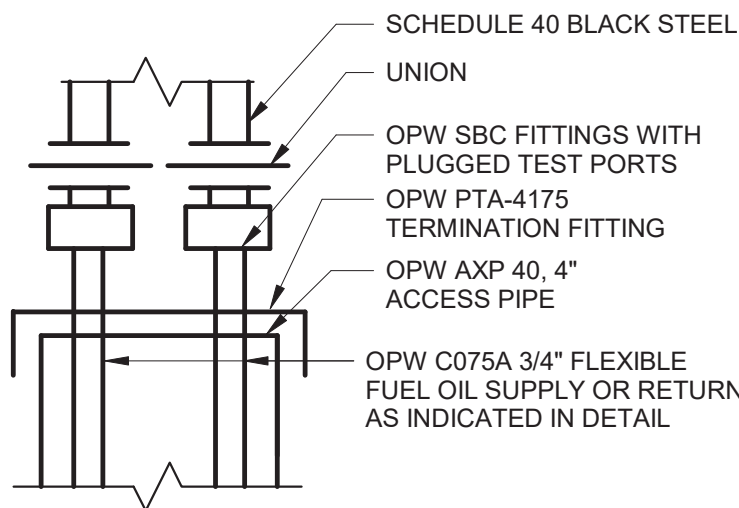 SCHEDULE 40 BLACK STEEL
UNION
OPW SBC FITTINGS WITH
PLUGGED TEST PORTS
OPW PTA-4175
TERMINATION FITTING
OPW AXP 40, 4"
ACCESS PIPE
OPW C075A 3/4" FLEXIBLE
FUEL OIL SUPPLY OR RETURN
AS INDICATED IN DETAIL